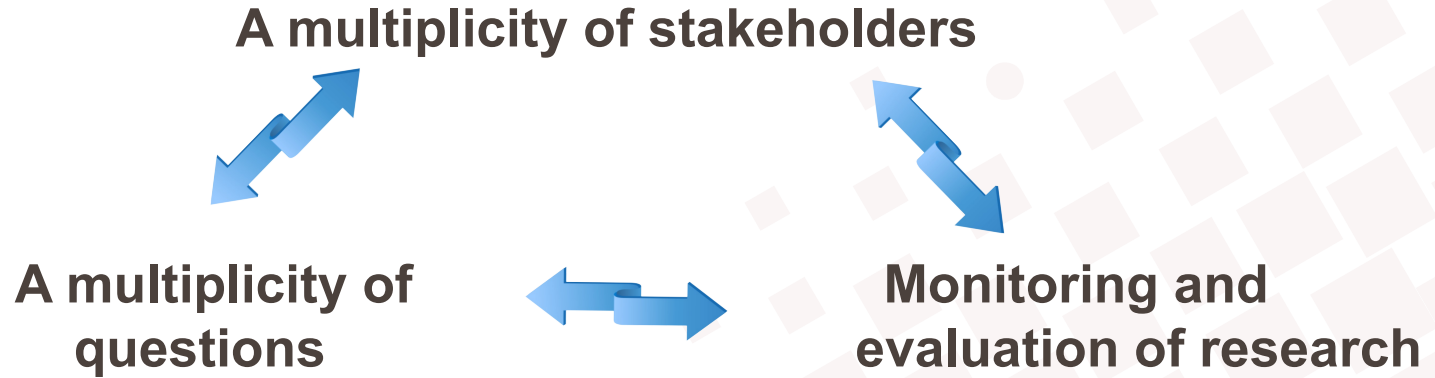 A multiplicity of stakeholders
A multiplicity of
questions
Monitoring and
evaluation of research